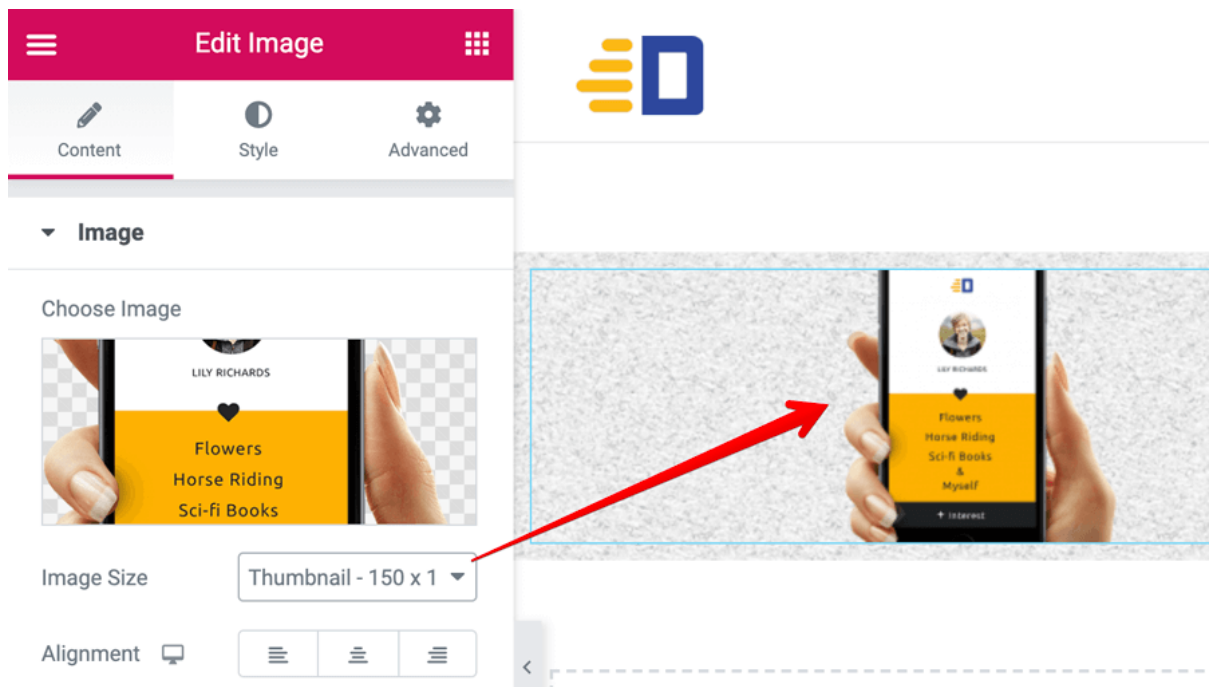 Edit Image
Content
Style
Advanced
Image
Choose Image
LILY RICHARDS
Flowers
Horse Riding
Sci-fi Books
Image Size
Thumbnail - 150 x 1
Alignment
D
D
LILY RICHARDS
Flowers
Horse Riding
Sci-fi Books
&
Myself
+ Interest